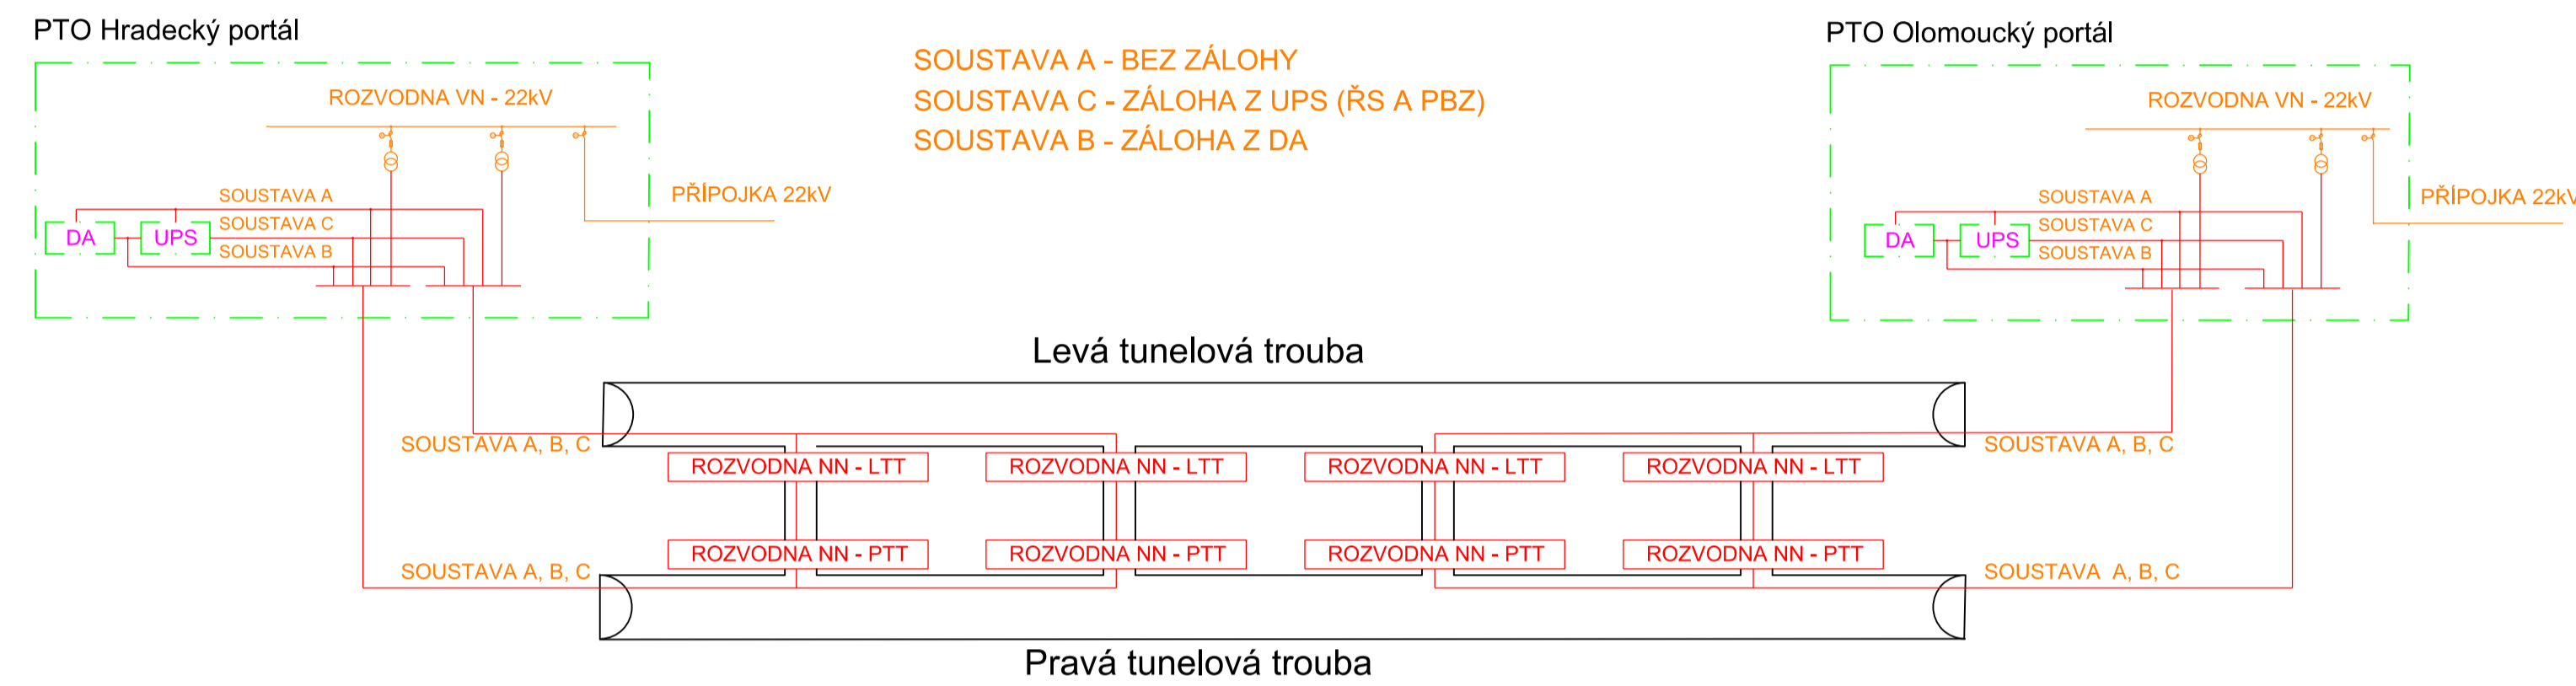 PTO Hradecký portál
PTO Olomoucký portál
SOUSTAVA A - BEZ ZÁLOHY
SOUSTAVA C - ZÁLOHA Z UPS (ŘS A PBZ)
SOUSTAVA B - ZÁLOHA Z DA
ROZVODNA VN - 22kV
PŘÍPOJKA 22kV
SOUSTAVA A
SOUSTAVA C
SOUSTAVA B
DA
UPS
ROZVODNA VN - 22kV
PŘÍPOJKA 22kV
SOUSTAVA A
SOUSTAVA C
SOUSTAVA B
DA
UPS
Levá tunelová trouba
SOUSTAVA A, B, C
SOUSTAVA A, B, C
ROZVODNA NN - LTT
ROZVODNA NN - LTT
ROZVODNA NN - LTT
ROZVODNA NN - LTT
ROZVODNA NN - PTT
ROZVODNA NN - PTT
ROZVODNA NN - PTT
ROZVODNA NN - PTT
SOUSTAVA A, B, C
SOUSTAVA A, B, C
Pravá tunelová trouba